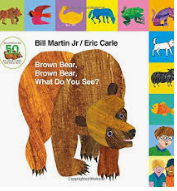 Bill Martin Jr / Eric Carle
Brown Bear,
Brown Bear,
What Do You See?
50